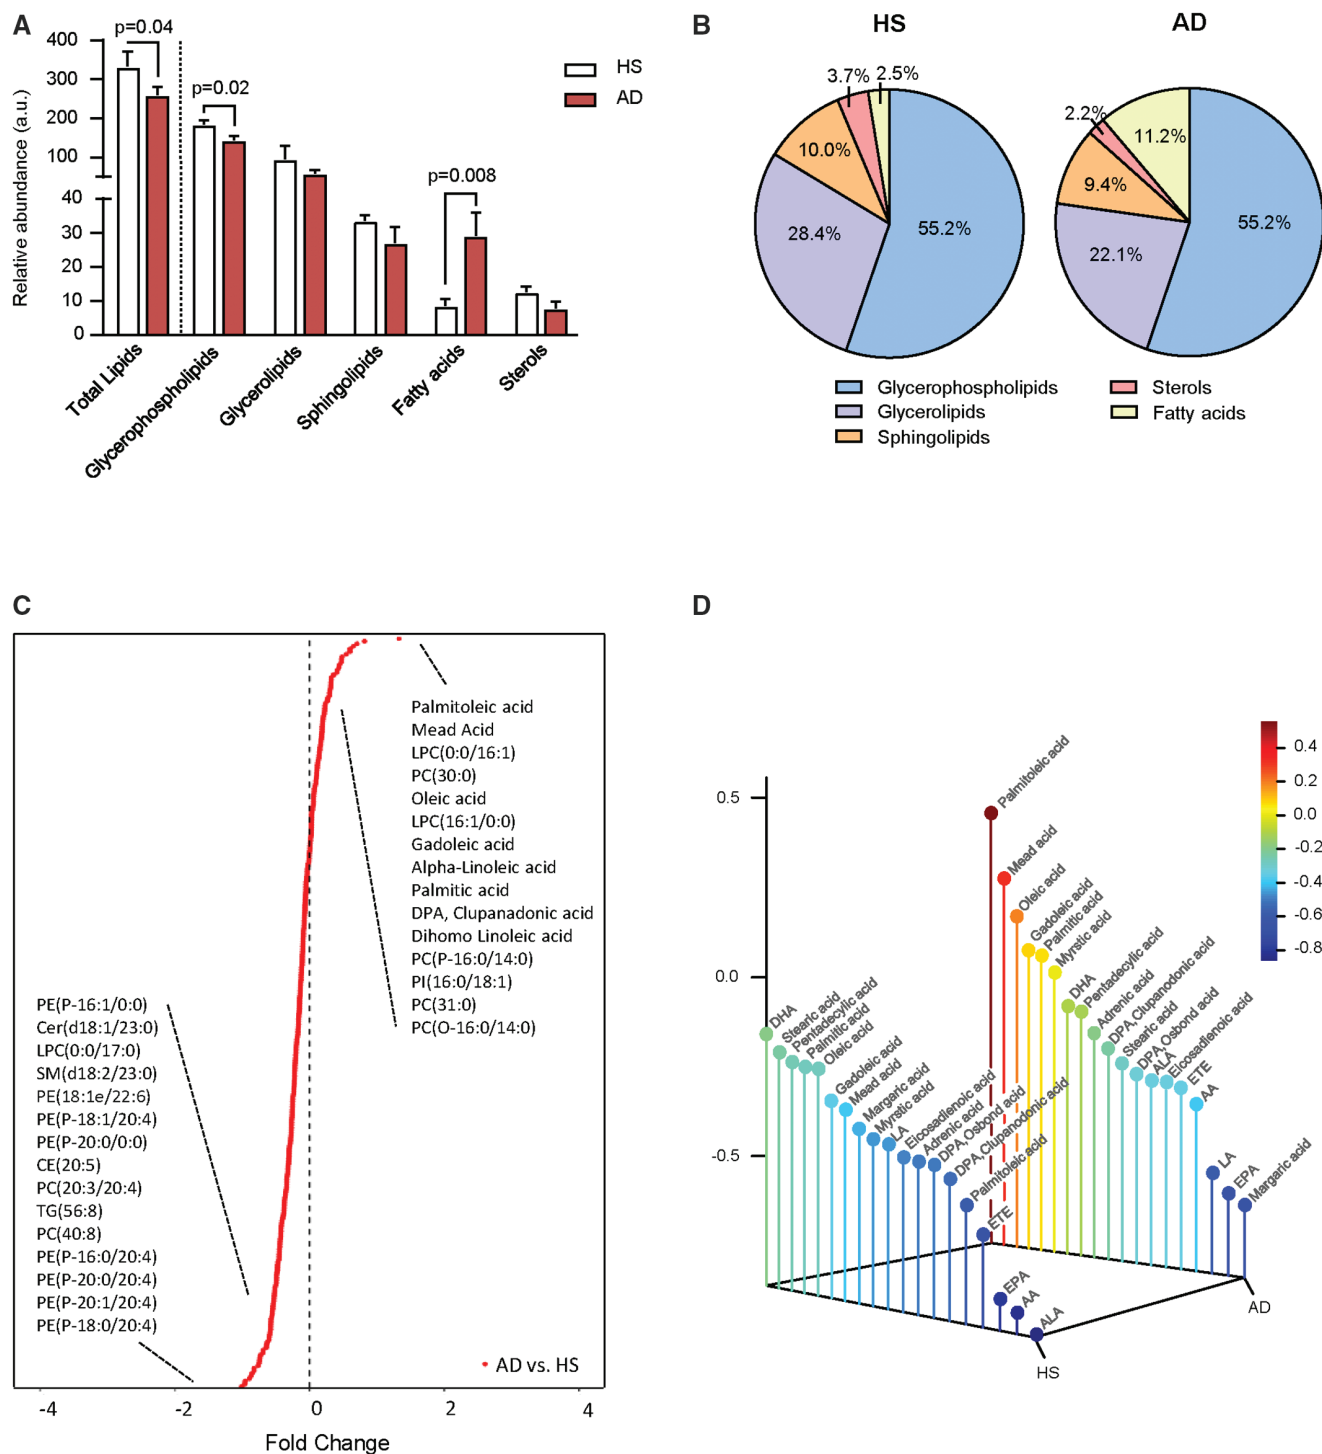 A
p=0.04
p=0.02
p=0.008
400
300
200
100
40
30
20
10
0
Relative abundance (a.u.)
HS
AD
Total Lipids
Glycerophospholipids
Glycerolipids
Sphingolipids
Fatty acids
Sterols
B
HS
AD
3.7%
2.5%
10.0%
28.4%
55.2%
2.2%
11.2%
9.4%
22.1%
55.2%
Glycerophospholipids
Glycerolipids
Sphingolipids
Sterols
Fatty acids
C
Palmitoleic acid
Mead Acid
LPC(0:0/16:1)
PC(30:0)
Oleic acid
LPC(16:1/0:0)
Gadoleic acid
Alpha-Linoleic acid
Palmitic acid
DPA, Clupanadonic acid
Dihomo Linoleic acid
PC(P-16:0/14:0)
PI(16:0/18:1)
PC(31:0)
PC(O-16:0/14:0)
PE(P-16:1/0:0)
Cer(d18:1/23:0)
LPC(0:0/17:0)
SM(d18:2/23:0)
PE(18:1e/22:6)
PE(P-18:1/20:4)
PE(P-20:0/0:0)
CE(20:5)
PC(20:3/20:4)
TG(56:8)
PC(40:8)
PE(P-16:0/20:4)
PE(P-20:0/20:4)
PE(P-20:1/20:4)
PE(P-18:0/20:4)
AD vs. HS
-4
-2
0
2
4
Fold Change
D
0.5
0.0
-0.5
DHA
Stearic acid
Pentadecylic acid
Palmitic acid
Oleic acid
Gadoleic acid
Mead acid
Margaric acid
Myrstic acid
LA
Eicosadienoic acid
Adrenic acid
DPA,Osbond acid
DPA,Clupanodonic acid
Palmitoleic acid
ETE
EPA
AA
ALA
HS
Palmitoleic acid
Mead acid
Oleic acid
Gadoleic acid
Palmitic acid
Myrstic acid
DHA
Pentadecylic acid
Adrenic acid
DPA, Clupanodonic acid
Stearic acid
DPA,Osbond acid
ALA
Eicosadienoic acid
ETE
AA
LA
EPA
Margaric acid
AD
0.4
0.2
0.0
-0.2
-0.4
-0.6
-0.8